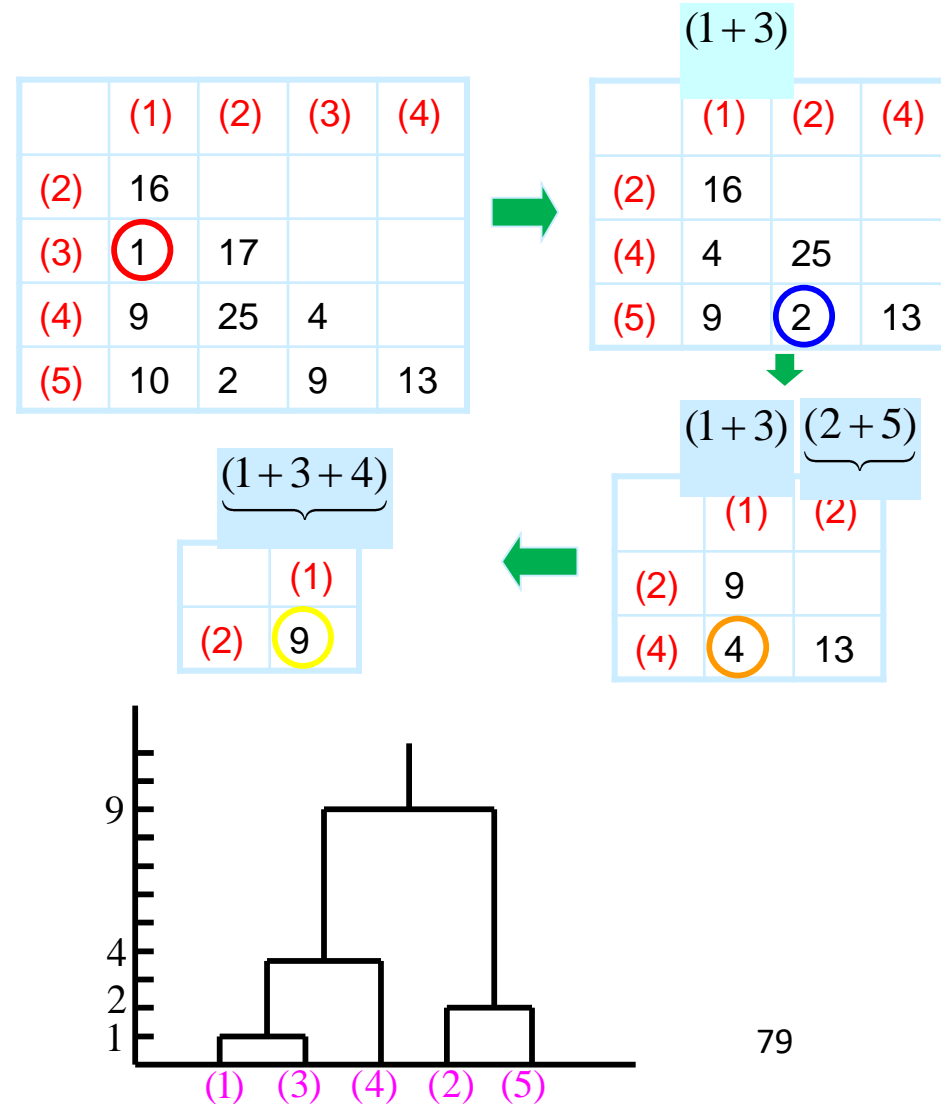 (1+3)
(1) (2) (3) (4)
(2) 16
(3) 1 17
(4) 9 25 4
(5) 10 2 9 13
(1) (2) (4)
(2) 16
(4) 4 25
(5) 9 2 13
(1+3) (2+5)
(1) (2)
(2) 9
(4) 4 13
(1+3+4)
(1)
(2) 9
9
4
2
1
(1) (3) (4) (2) (5)
79